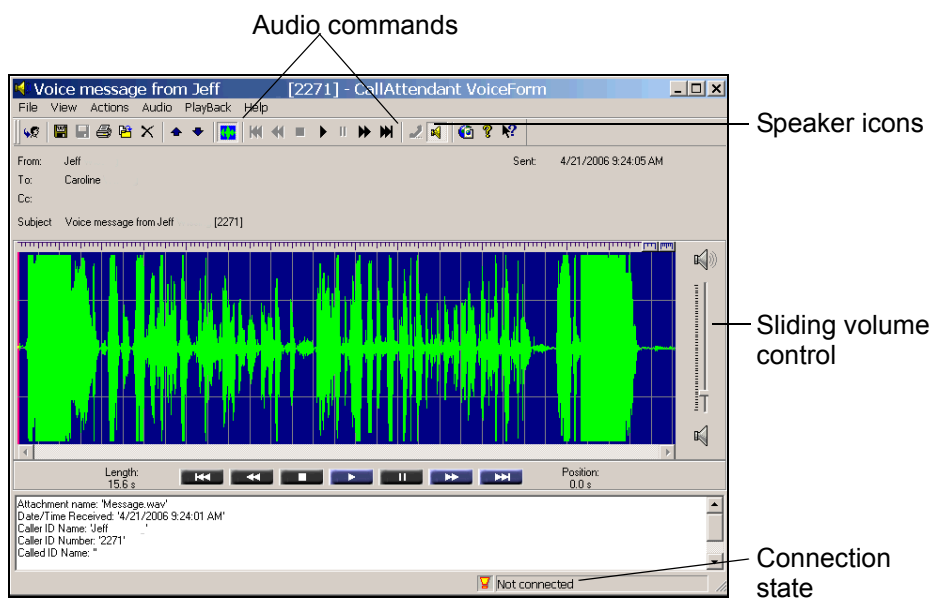 Audio commands
Voice message from Jeff [2271] - CallAttendant VoiceForm
File View Actions Audio PlayBack Help
Speaker icons
From: Jeff Sent: 4/21/2006 9:24:05 AM
To: Caroline
Cc:
Subject Voice message from Jeff [2271]
Sliding volume
control
Length: Position:
15.6 s 0.0 s
Attachment name: 'Message.wav'
Date/Time Received: '4/21/2006 9:24:01 AM'
Caller ID Name: 'Jeff .'
Caller ID Number: '2271'
Called ID Name: ''
Not connected
Connection
state